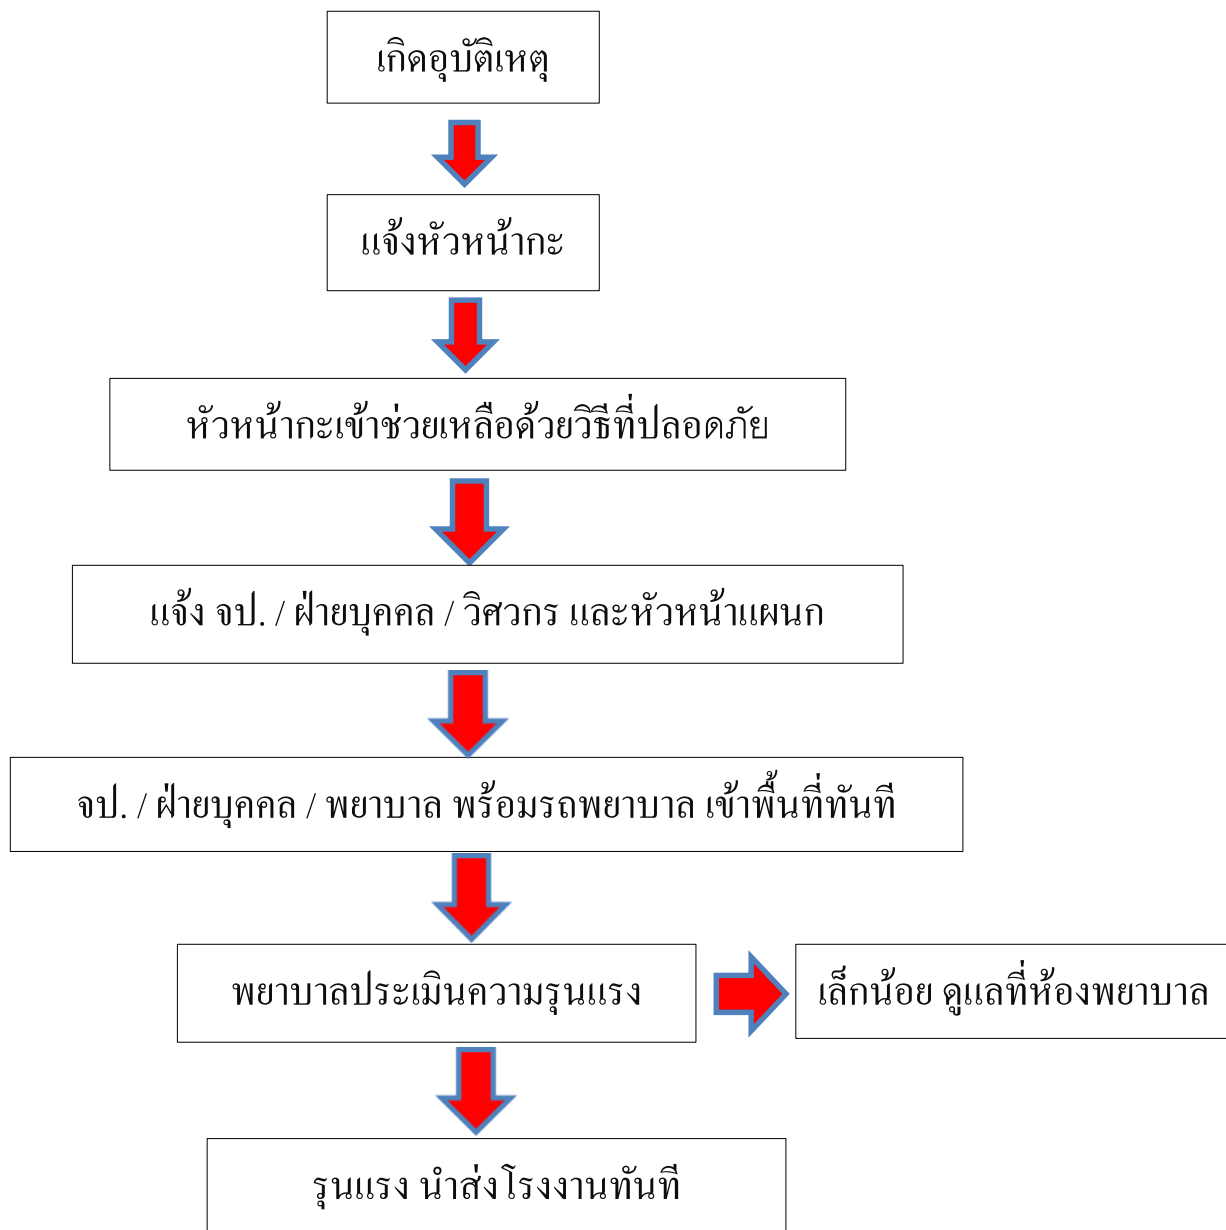 เกิดอุบัติเหตุ
แจ้งหัวหน้ากะ
หัวหน้ากะเข้าช่วยเหลือด้วยวิธีที่ปลอดภัย
แจ้ง จป. / ฝ่ายบุคคล / วิศวกร และหัวหน้าแผนก
จป. / ฝ่ายบุคคล / พยาบาล พร้อมรถพยาบาล เข้าพื้นที่ทันที
พยาบาลประเมินความรุนแรง
เล็กน้อย ดูแลที่ห้องพยาบาล
รุนแรง นำส่งโรงงานทันที